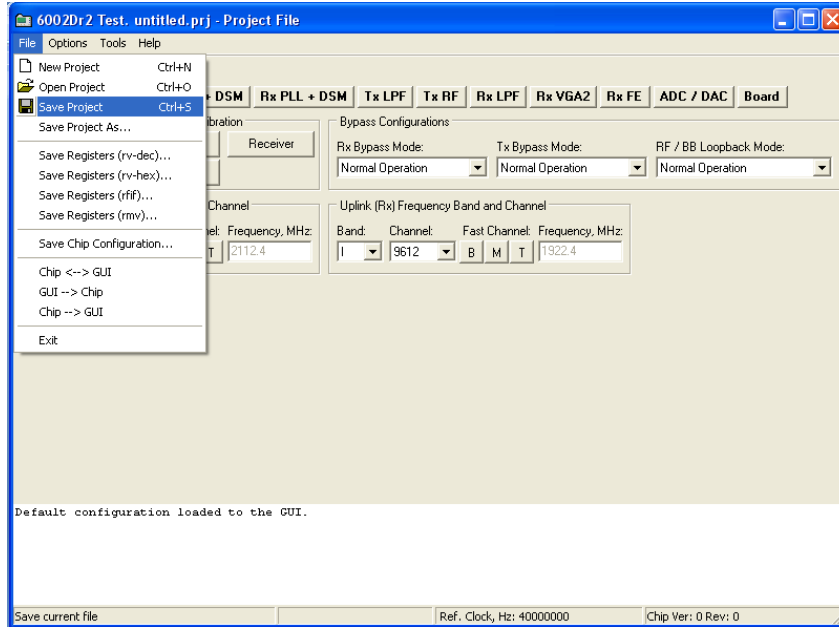 6002Dr2 Test. untitled.prj - Project File
File Options Tools Help
New Project Ctrl+N
Open Project Ctrl+O
Save Project Ctrl+S
Save Project As...
Save Registers (rv-dec)...
Save Registers (rv-hex)...
Save Registers (rfif)...
Save Registers (rmv)...
Save Chip Configuration...
Chip <--> GUI
GUI --> Chip
Chip --> GUI
Exit
+ DSM Rx PLL + DSM Tx LPF Tx RF Rx LPF Rx VGA2 Rx FE ADC / DAC Board
Receiver
Bypass Configurations
Rx Bypass Mode: Tx Bypass Mode: RF / BB Loopback Mode:
Normal Operation Normal Operation Normal Operation
Channel
Frequency, MHz:
T 2112.4
Uplink (Rx) Frequency Band and Channel
Band: Channel: Fast Channel: Frequency, MHz:
I 9612 B M T 1922.4
Default configuration loaded to the GUI.
Save current file Ref. Clock, Hz: 40000000 Chip Ver: 0 Rev: 0